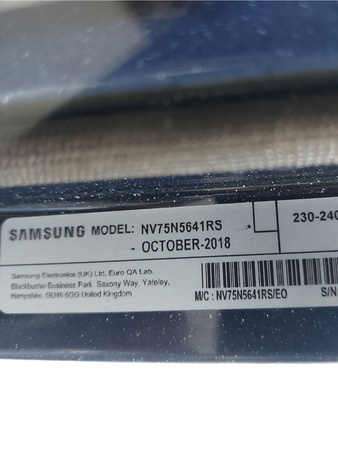 SAMSUNG MODEL: NV75N5641RS
- OCTOBER-2018
230-240
Samsung Electronics (UK) Ltd, Euro QA Lab.
Blackbushe Business Park. Saxony Way, Yateley,
Hampshire. GU46 6GG United Kingdom
M/C : NV75N5641RS/EO
S/N